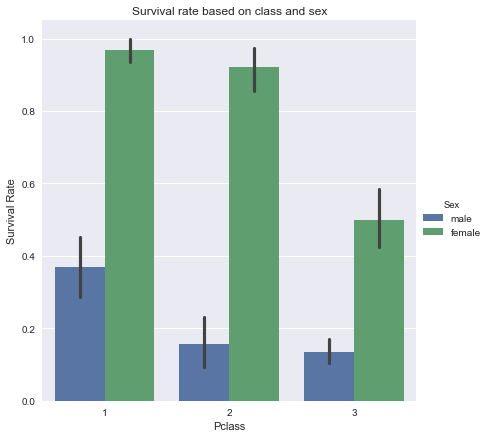 Survival rate based on class and sex
Survival Rate
1.0
0.8
0.6
0.4
0.2
0.0
1 2 3
Pclass
Sex
male
female